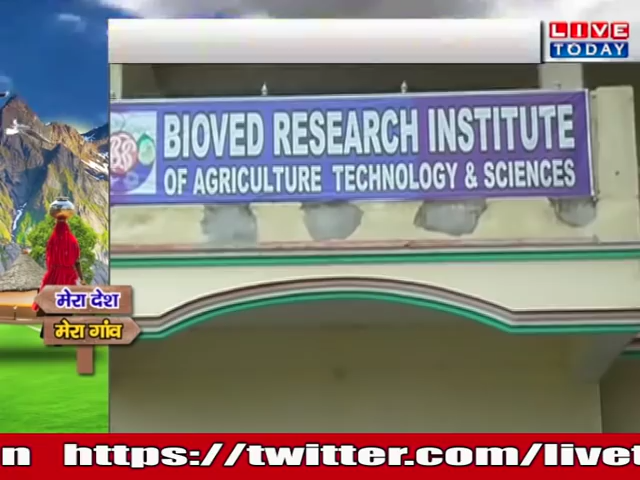 LIVE
TODAY
BIOVED RESEARCH INSTITUTE
OF AGRICULTURE TECHNOLOGY & SCIENCES
मेरा देश
मेरा गांव
n https://twitter.com/livet